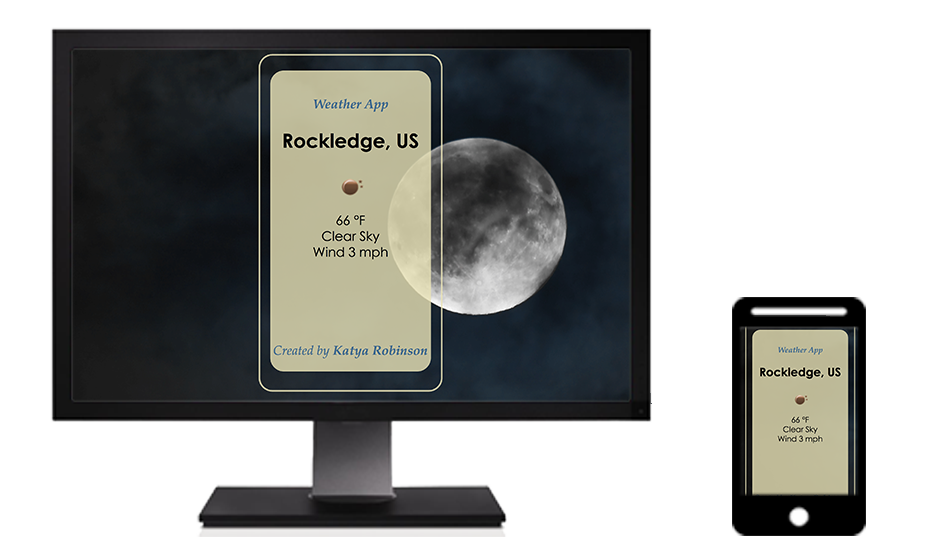 Weather App
Rockledge, US
66 °F
Clear Sky
Wind 3 mph
Created by Katya Robinson
Weather App
Rockledge, US
66 °F
Clear Sky
Wind 3 mph